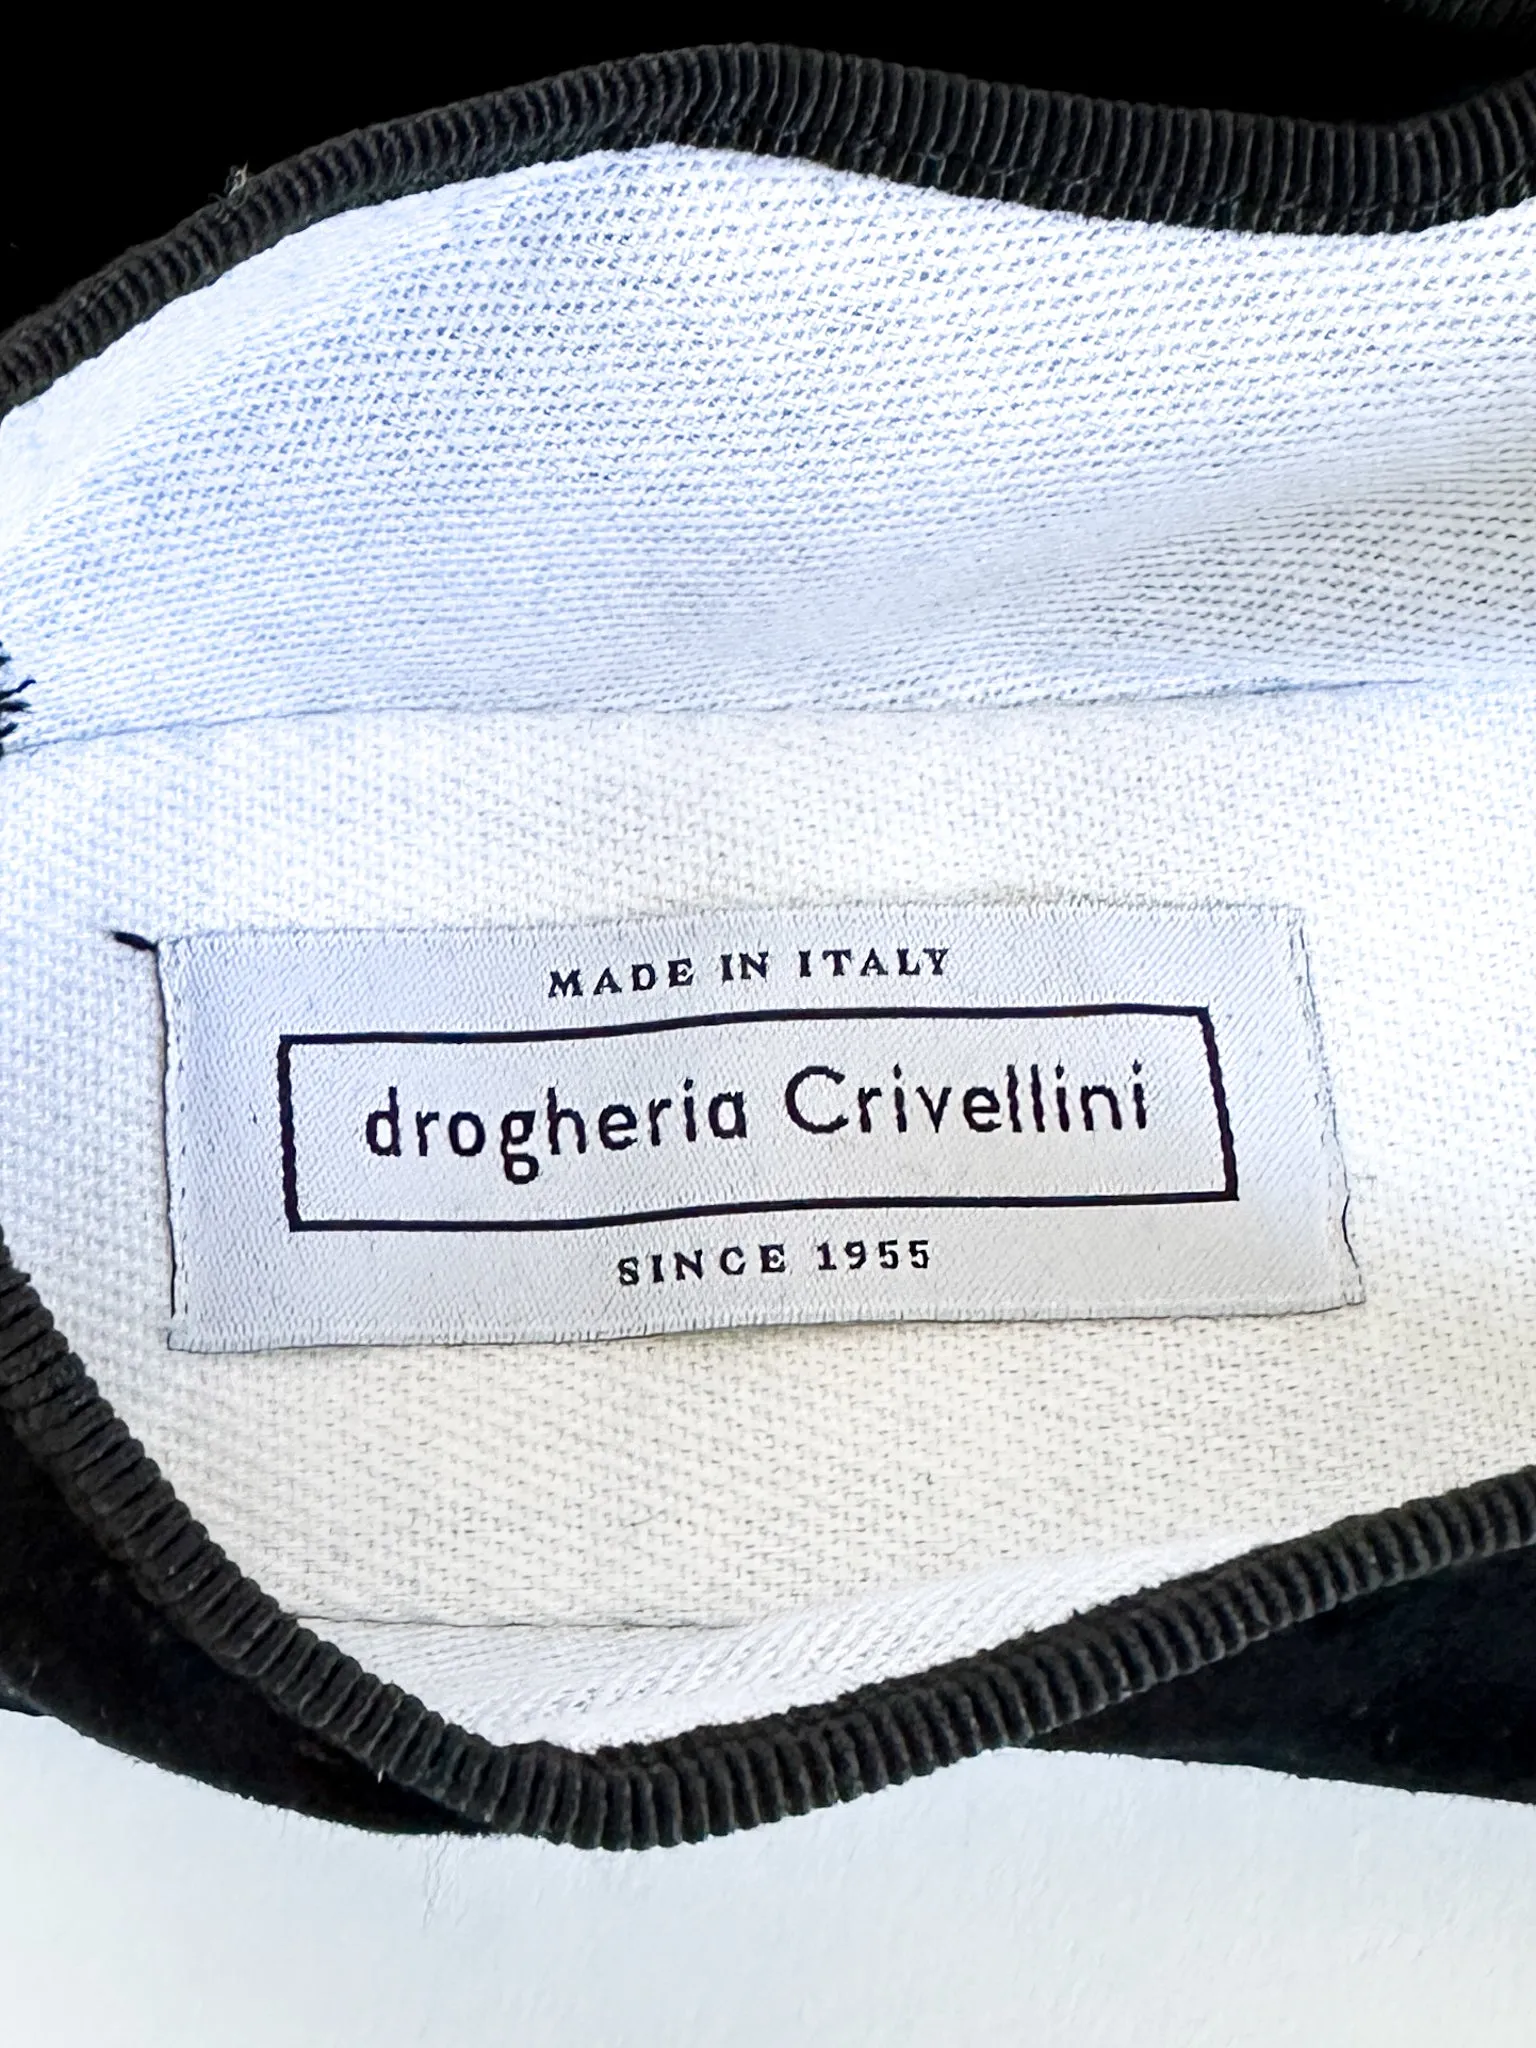 MADE IN ITALY
drogheria Crivellini
SINCE 1955